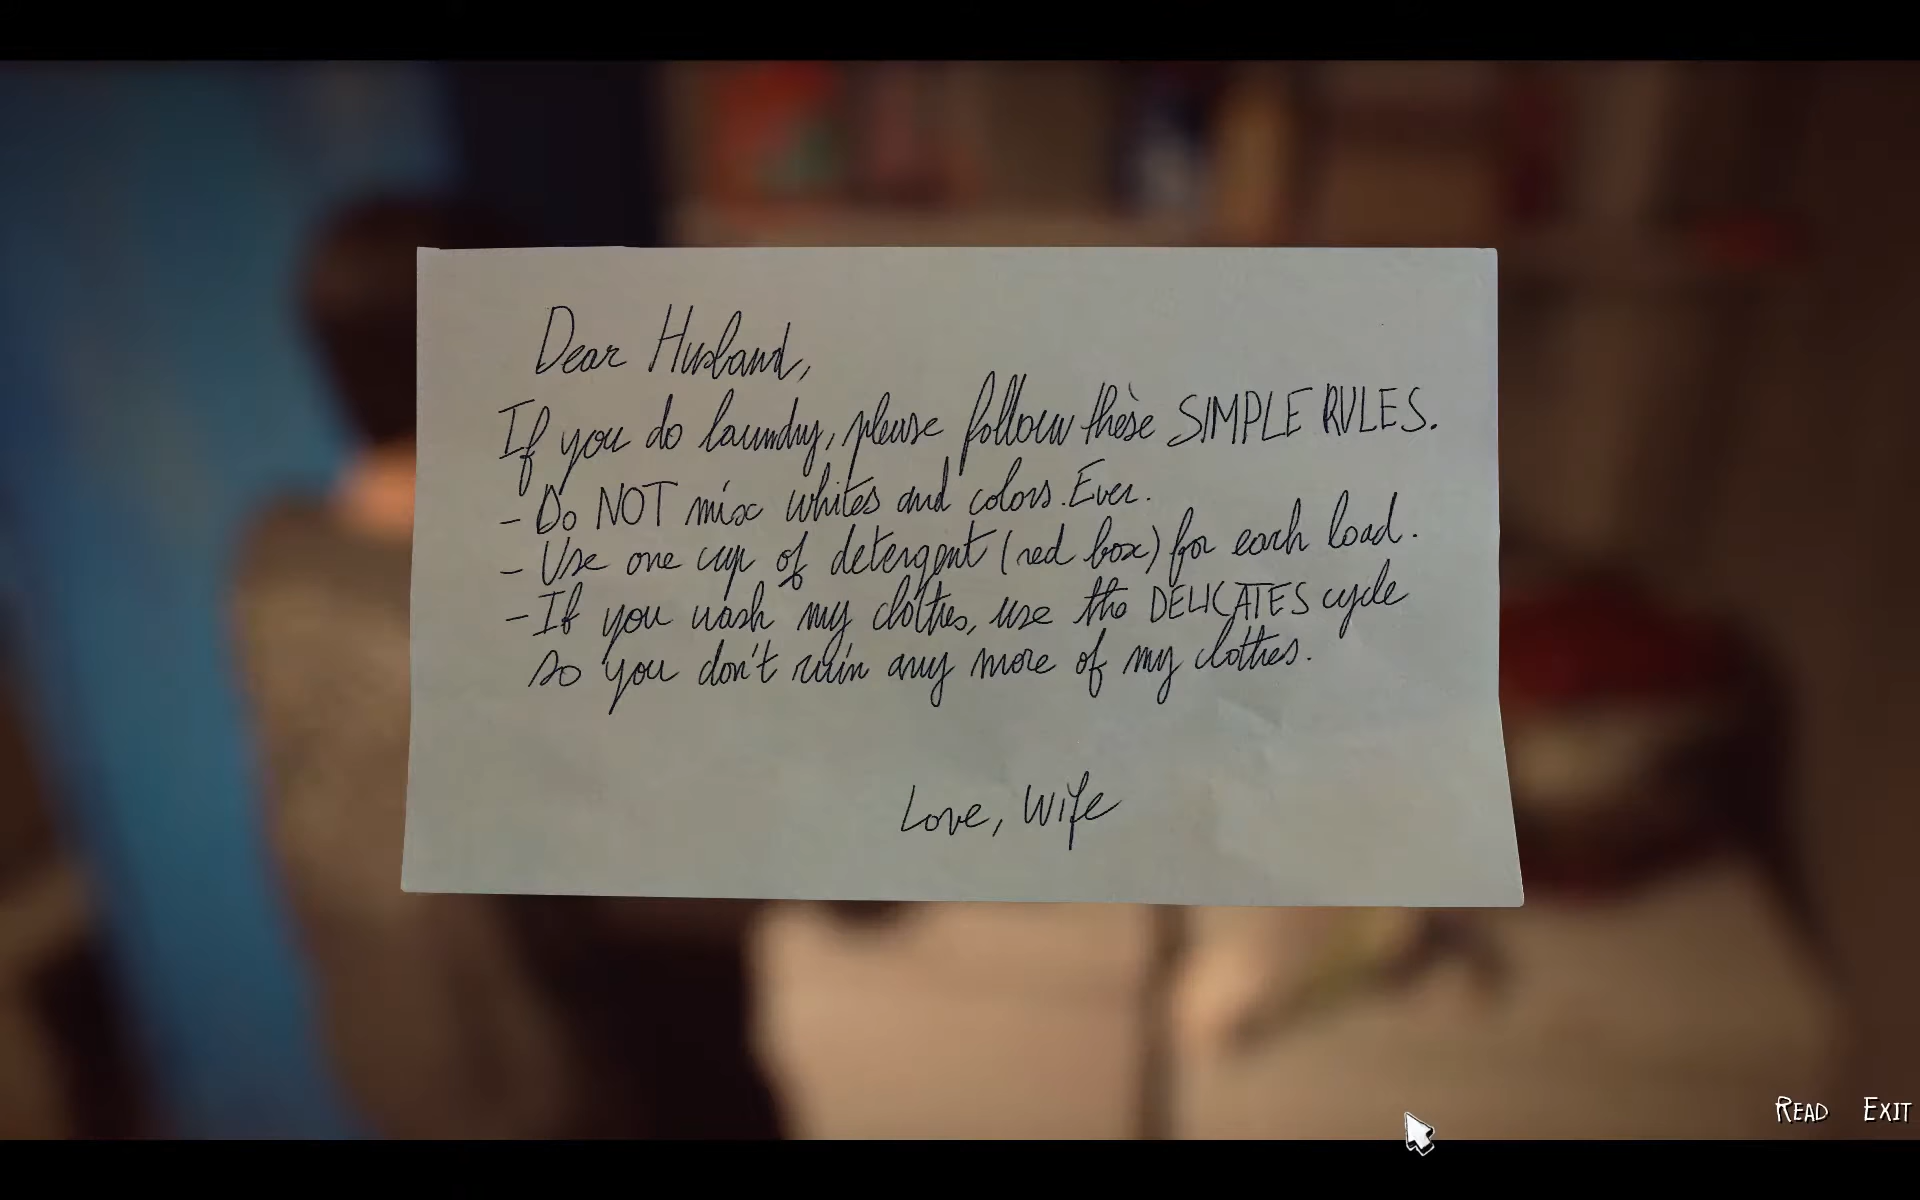 Dear Husband,
If you do laundry, please follow these SIMPLE RULES.
- Do NOT mix whites and colors. Ever.
- Use one cup of detergent (red box) for each load.
- If you wash my clothes, use the DELICATES cycle
so you don't ruin any more of my clothes.
Love, Wife
READ EXIT